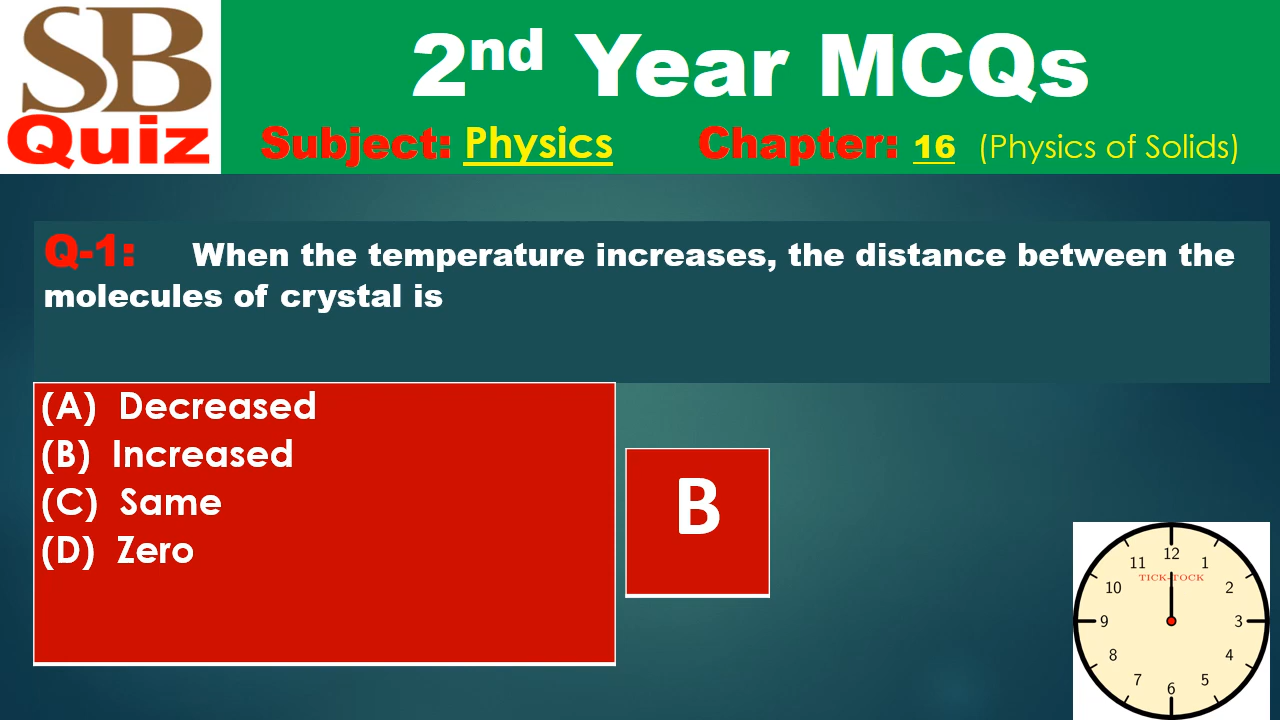 SB
Quiz
2nd Year MCQs
Subject: Physics Chapter: 16 (Physics of Solids)
Q-1: When the temperature increases, the distance between the
molecules of crystal is
(A) Decreased
(B) Increased
(C) Same
(D) Zero
B
12
11 1
TICK-TOCK
10 2
9 3
8 4
7 5
6